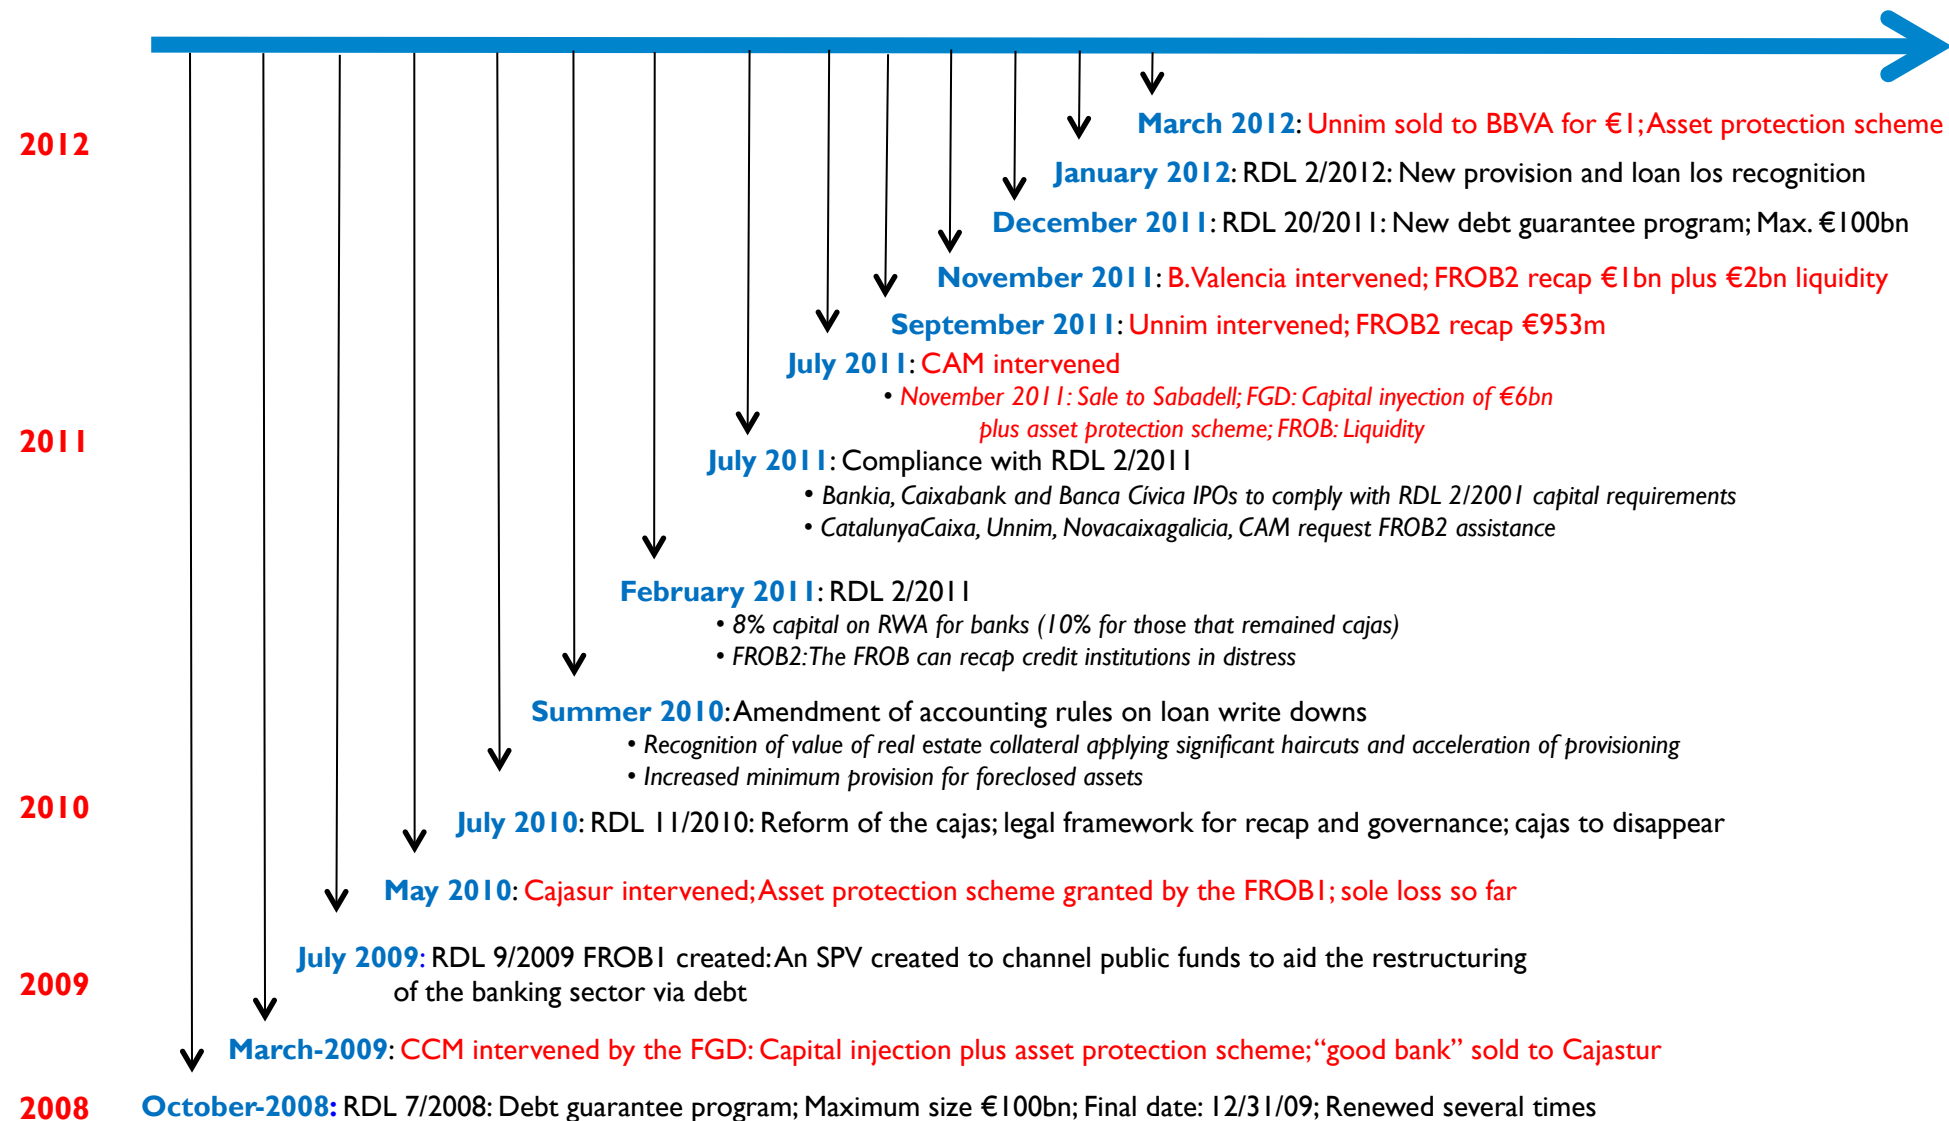 March 2012: Unnim sold to BBVA for €1; Asset protection scheme
2012
January 2012: RDL 2/2012: New provision and loan los recognition
December 2011: RDL 20/2011: New debt guarantee program; Max. €100bn
November 2011: B. Valencia intervened; FROB2 recap €1bn plus €2bn liquidity
September 2011: Unnim intervened; FROB2 recap €953m
July 2011: CAM intervened
• November 2011: Sale to Sabadell; FGD: Capital inyection of €6bn
plus asset protection scheme; FROB: Liquidity
2011
July 2011: Compliance with RDL 2/2011
• Bankia, Caixabank and Banca Cívica IPOs to comply with RDL 2/2001 capital requirements
• CatalunyaCaixa, Unnim, Novacaixagalicia, CAM request FROB2 assistance
February 2011: RDL 2/2011
• 8% capital on RWA for banks (10% for those that remained cajas)
• FROB2: The FROB can recap credit institutions in distress
Summer 2010: Amendment of accounting rules on loan write downs
• Recognition of value of real estate collateral applying significant haircuts and acceleration of provisioning
• Increased minimum provision for foreclosed assets
2010
July 2010: RDL 11/2010: Reform of the cajas; legal framework for recap and governance; cajas to disappear
May 2010: Cajasur intervened; Asset protection scheme granted by the FROB1; sole loss so far
July 2009: RDL 9/2009 FROB1 created: An SPV created to channel public funds to aid the restructuring
of the banking sector via debt
2009
March-2009: CCM intervened by the FGD: Capital injection plus asset protection scheme; “good bank” sold to Cajastur
2008
October-2008: RDL 7/2008: Debt guarantee program; Maximum size €100bn; Final date: 12/31/09; Renewed several times